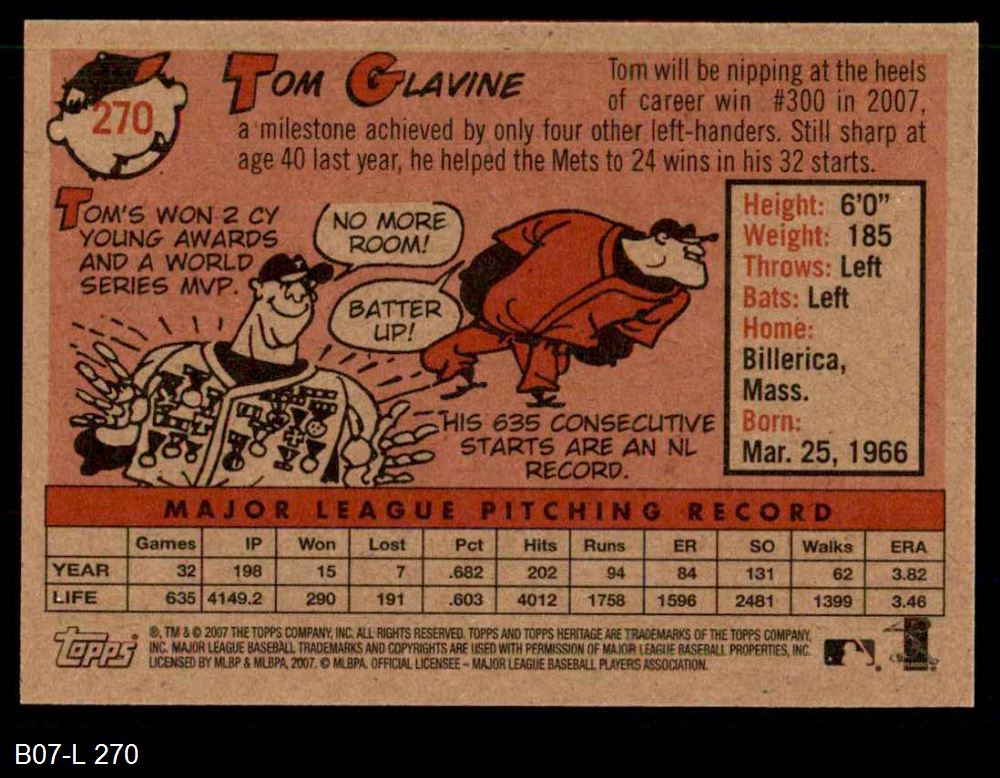 270
TOM GLAVINE
Tom will be nipping at the heels
of career win #300 in 2007,
a milestone achieved by only four other left-handers. Still sharp at
age 40 last year, he helped the Mets to 24 wins in his 32 starts.
TOM'S WON 2 CY
YOUNG AWARDS
AND A WORLD
SERIES MVP.
NO MORE
ROOM!
BATTER
UP!
HIS 635 CONSECUTIVE
STARTS ARE AN NL
RECORD.
Height: 6'0"
Weight: 185
Throws: Left
Bats: Left
Home:
Billerica,
Mass.
Born:
Mar. 25, 1966
MAJOR LEAGUE PITCHING RECORD
Games IP Won Lost Pct Hits Runs ER SO Walks ERA
YEAR 32 198 15 7 .682 202 94 84 131 62 3.82
LIFE 635 4149.2 290 191 .603 4012 1758 1596 2481 1399 3.46
topps
®, TM & © 2007 THE TOPPS COMPANY, INC. ALL RIGHTS RESERVED. TOPPS AND TOPPS HERITAGE ARE TRADEMARKS OF THE TOPPS COMPANY,
INC. MAJOR LEAGUE BASEBALL TRADEMARKS AND COPYRIGHTS ARE USED WITH PERMISSION OF MAJOR LEAGUE BASEBALL PROPERTIES, INC.
LICENSED BY MLBP & MLBPA, 2007. © MLBPA. OFFICIAL LICENSEE – MAJOR LEAGUE BASEBALL PLAYERS ASSOCIATION.
B07-L 270